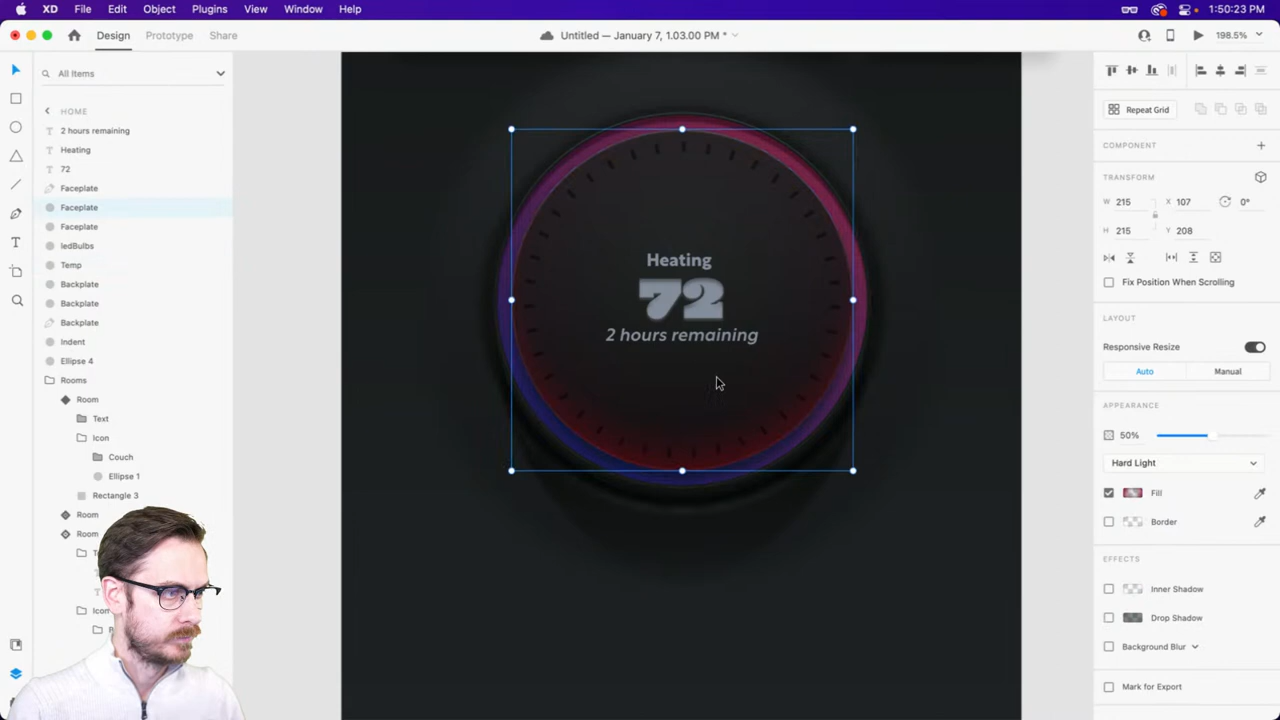 XD File Edit Object Plugins View Window Help 1:50:23 PM
Design Prototype Share Untitled — January 7, 1.03.00 PM * 198.5%
All Items
HOME
2 hours remaining
Heating
72
Faceplate
Faceplate
Faceplate
ledBulbs
Temp
Backplate
Backplate
Backplate
Indent
Ellipse 4
Rooms
Room
Text
Icon
Couch
Ellipse 1
Rectangle 3
Room
Room
Heating
72
2 hours remaining
Repeat Grid
COMPONENT
TRANSFORM
W 215 X 107 0°
H 215 Y 208
Fix Position When Scrolling
LAYOUT
Responsive Resize
Auto Manual
APPEARANCE
50%
Hard Light
Fill
Border
EFFECTS
Inner Shadow
Drop Shadow
Background Blur
Mark for Export